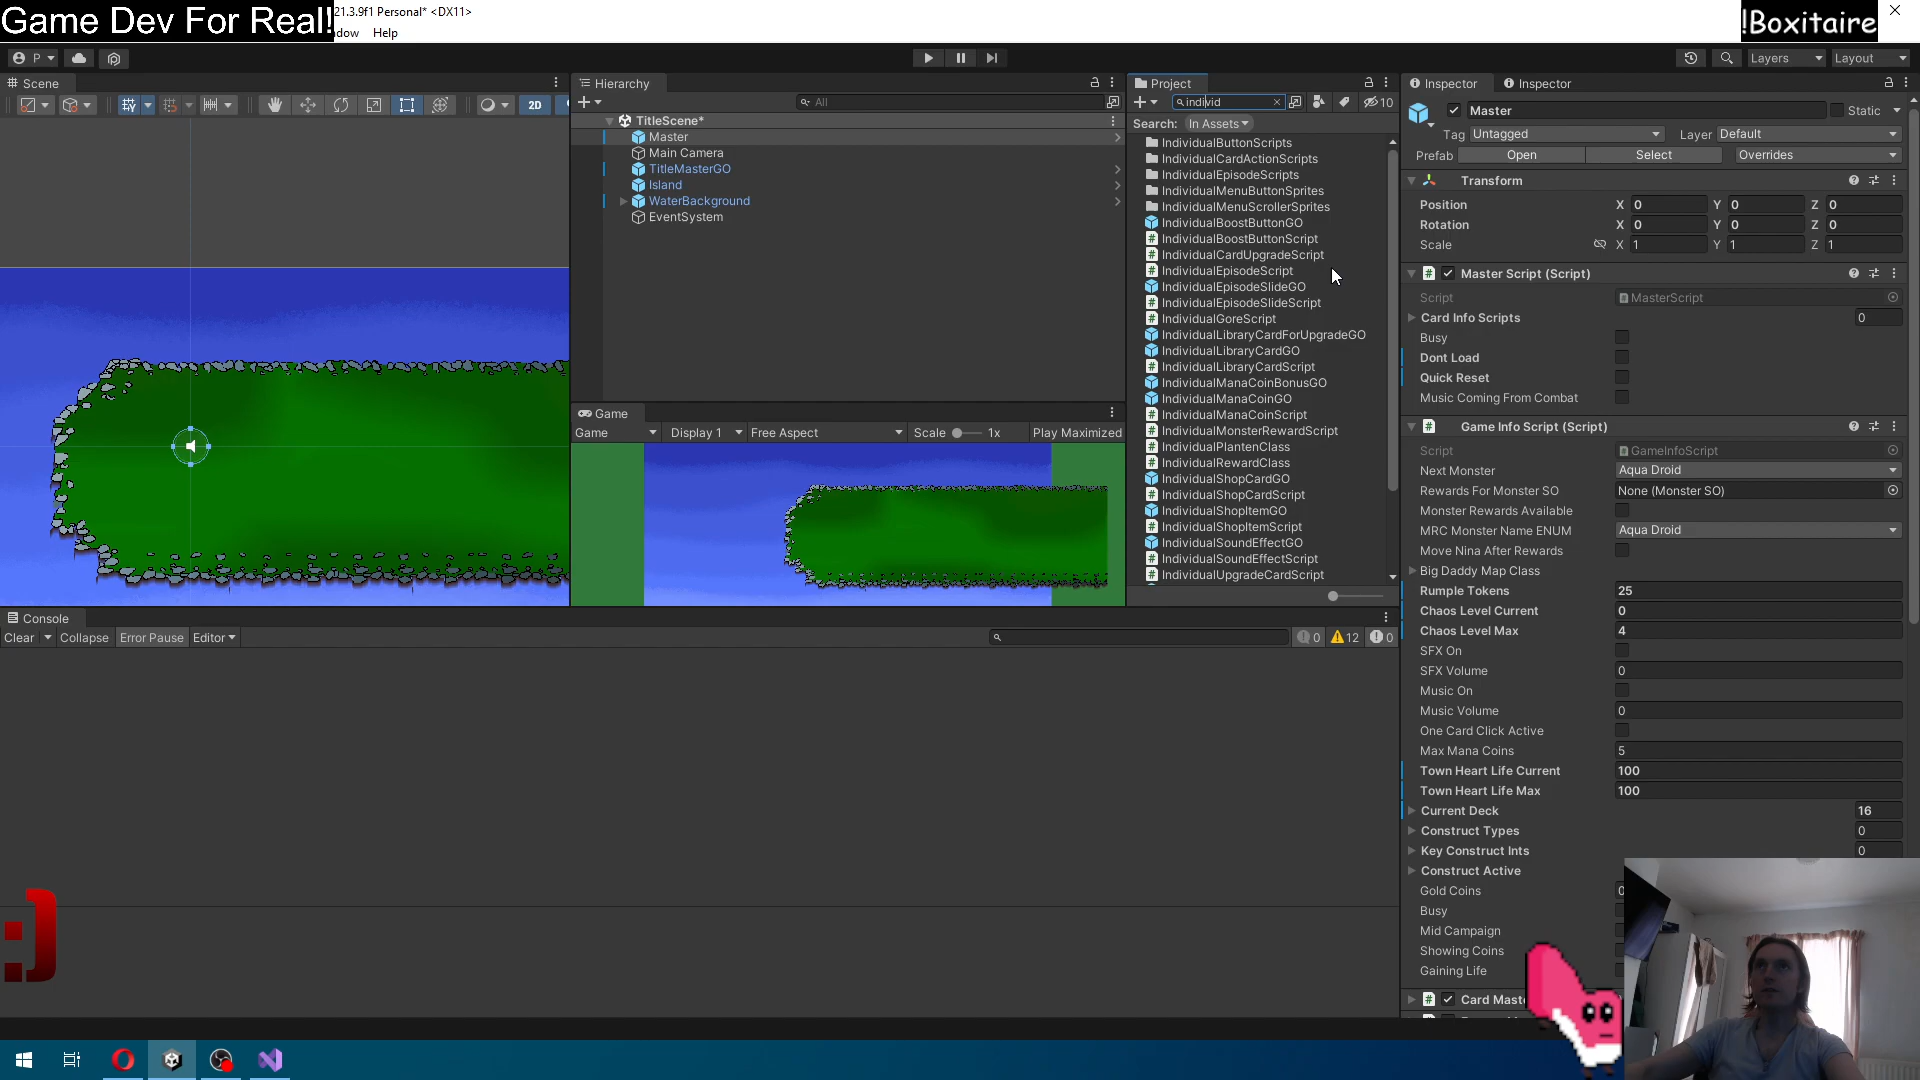 Game Dev For Real!
21.3.9f1 Personal* <DX11>
!Boxitaire
dow Help
P
Layers
Layout
Scene
2D
Hierarchy
All
TitleScene*
Master
Main Camera
TitleMasterGO
Island
WaterBackground
EventSystem
Game
Game
Display 1
Free Aspect
Scale
1x
Play Maximized
Project
individ
10
Search:
In Assets
IndividualButtonScripts
IndividualCardActionScripts
IndividualEpisodeScripts
IndividualMenuButtonSprites
IndividualMenuScrollerSprites
IndividualBoostButtonGO
IndividualBoostButtonScript
IndividualCardUpgradeScript
IndividualEpisodeScript
IndividualEpisodeSlideGO
IndividualEpisodeSlideScript
IndividualGoreScript
IndividualLibraryCardForUpgradeGO
IndividualLibraryCardGO
IndividualLibraryCardScript
IndividualManaCoinBonusGO
IndividualManaCoinGO
IndividualManaCoinScript
IndividualMonsterRewardScript
IndividualPlantenClass
IndividualRewardClass
IndividualShopCardGO
IndividualShopCardScript
IndividualShopItemGO
IndividualShopItemScript
IndividualSoundEffectGO
IndividualSoundEffectScript
IndividualUpgradeCardScript
Inspector
Inspector
Master
Static
Tag Untagged Layer Default
Prefab Open Select Overrides
Transform
Position X 0 Y 0 Z 0
Rotation X 0 Y 0 Z 0
Scale X 1 Y 1 Z 1
Master Script (Script)
Script MasterScript
Card Info Scripts 0
Busy
Dont Load
Quick Reset
Music Coming From Combat
Game Info Script (Script)
Script GameInfoScript
Next Monster Aqua Droid
Rewards For Monster SO None (Monster SO)
Monster Rewards Available
MRC Monster Name ENUM Aqua Droid
Move Nina After Rewards
Big Daddy Map Class
Rumple Tokens 25
Chaos Level Current 0
Chaos Level Max 4
SFX On
SFX Volume 0
Music On
Music Volume 0
One Card Click Active
Max Mana Coins 5
Town Heart Life Current 100
Town Heart Life Max 100
Current Deck 16
Construct Types 0
Key Construct Ints 0
Construct Active
Gold Coins
Busy
Mid Campaign
Showing Coins
Gaining Life
Card Mast
Console
Clear
Collapse
Error Pause
Editor
0
12
0
:)